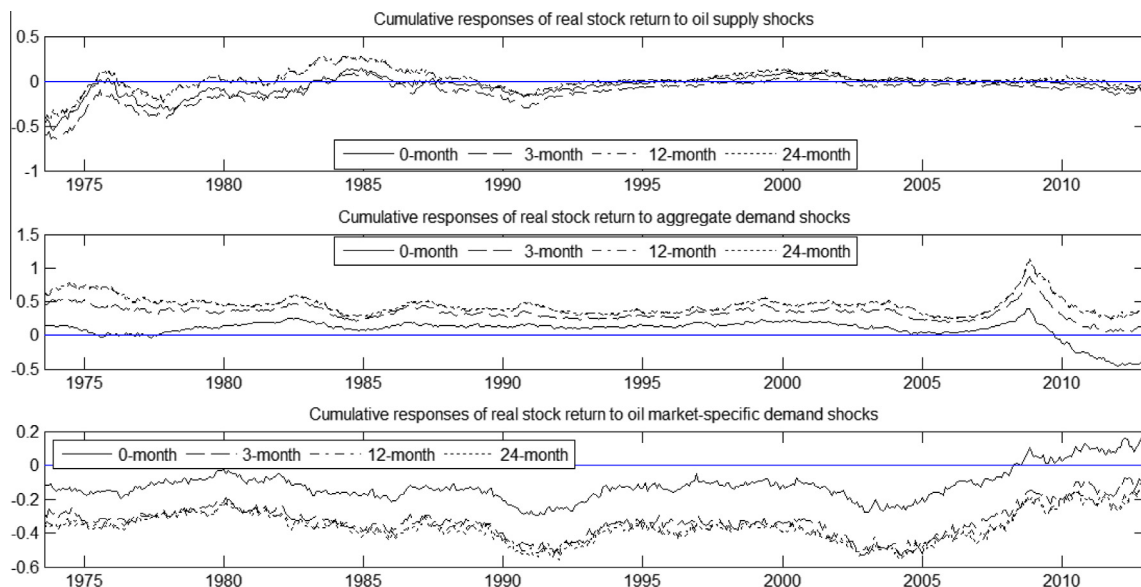 Cumulative responses of real stock return to oil supply shocks
0.5
0
-0.5
-1
0-month 3-month 12-month 24-month
1975 1980 1985 1990 1995 2000 2005 2010
Cumulative responses of real stock return to aggregate demand shocks
1.5
1
0.5
0
-0.5
0-month 3-month 12-month 24-month
1975 1980 1985 1990 1995 2000 2005 2010
Cumulative responses of real stock return to oil market-specific demand shocks
0.2
0
-0.2
-0.4
-0.6
0-month 3-month 12-month 24-month
1975 1980 1985 1990 1995 2000 2005 2010